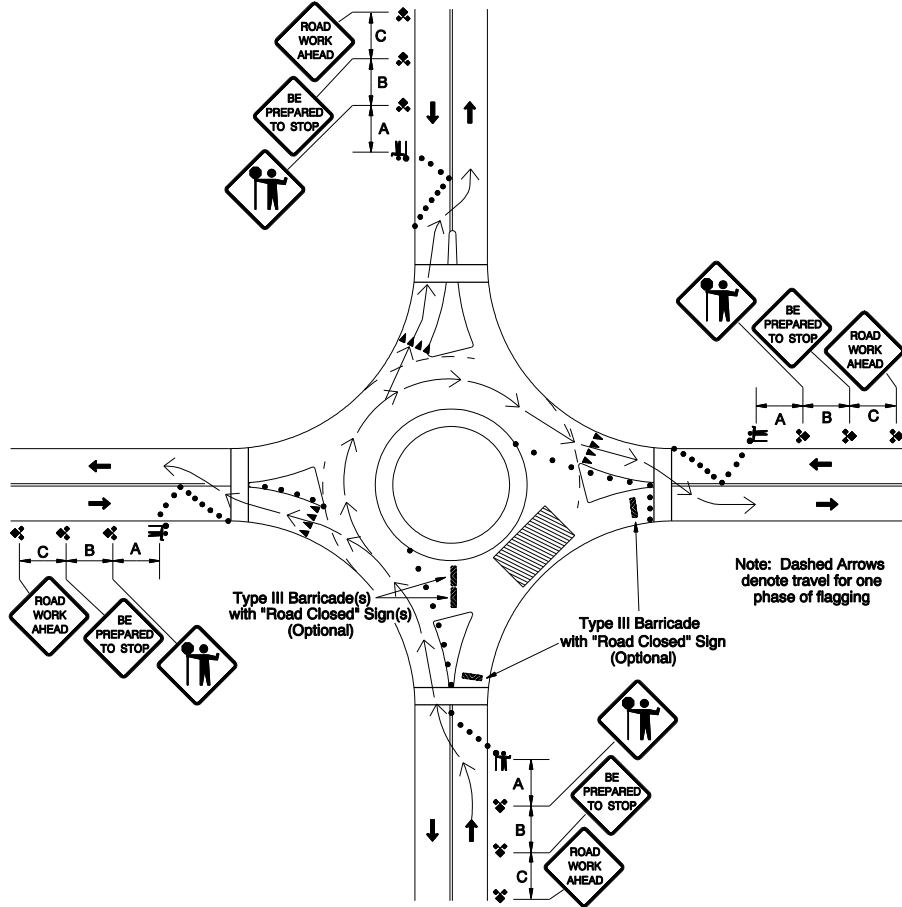 ROAD
WORK
AHEAD
C
B
A
BE
PREPARED
TO STOP
BE
PREPARED
TO STOP
ROAD
WORK
AHEAD
A
B
C
C
B
A
ROAD
WORK
AHEAD
BE
PREPARED
TO STOP
Type III Barricade(s)
with "Road Closed" Sign(s)
(Optional)
Note: Dashed Arrows
denote travel for one
phase of flagging
Type III Barricade
with "Road Closed" Sign
(Optional)
A
B
C
BE
PREPARED
TO STOP
ROAD
WORK
AHEAD